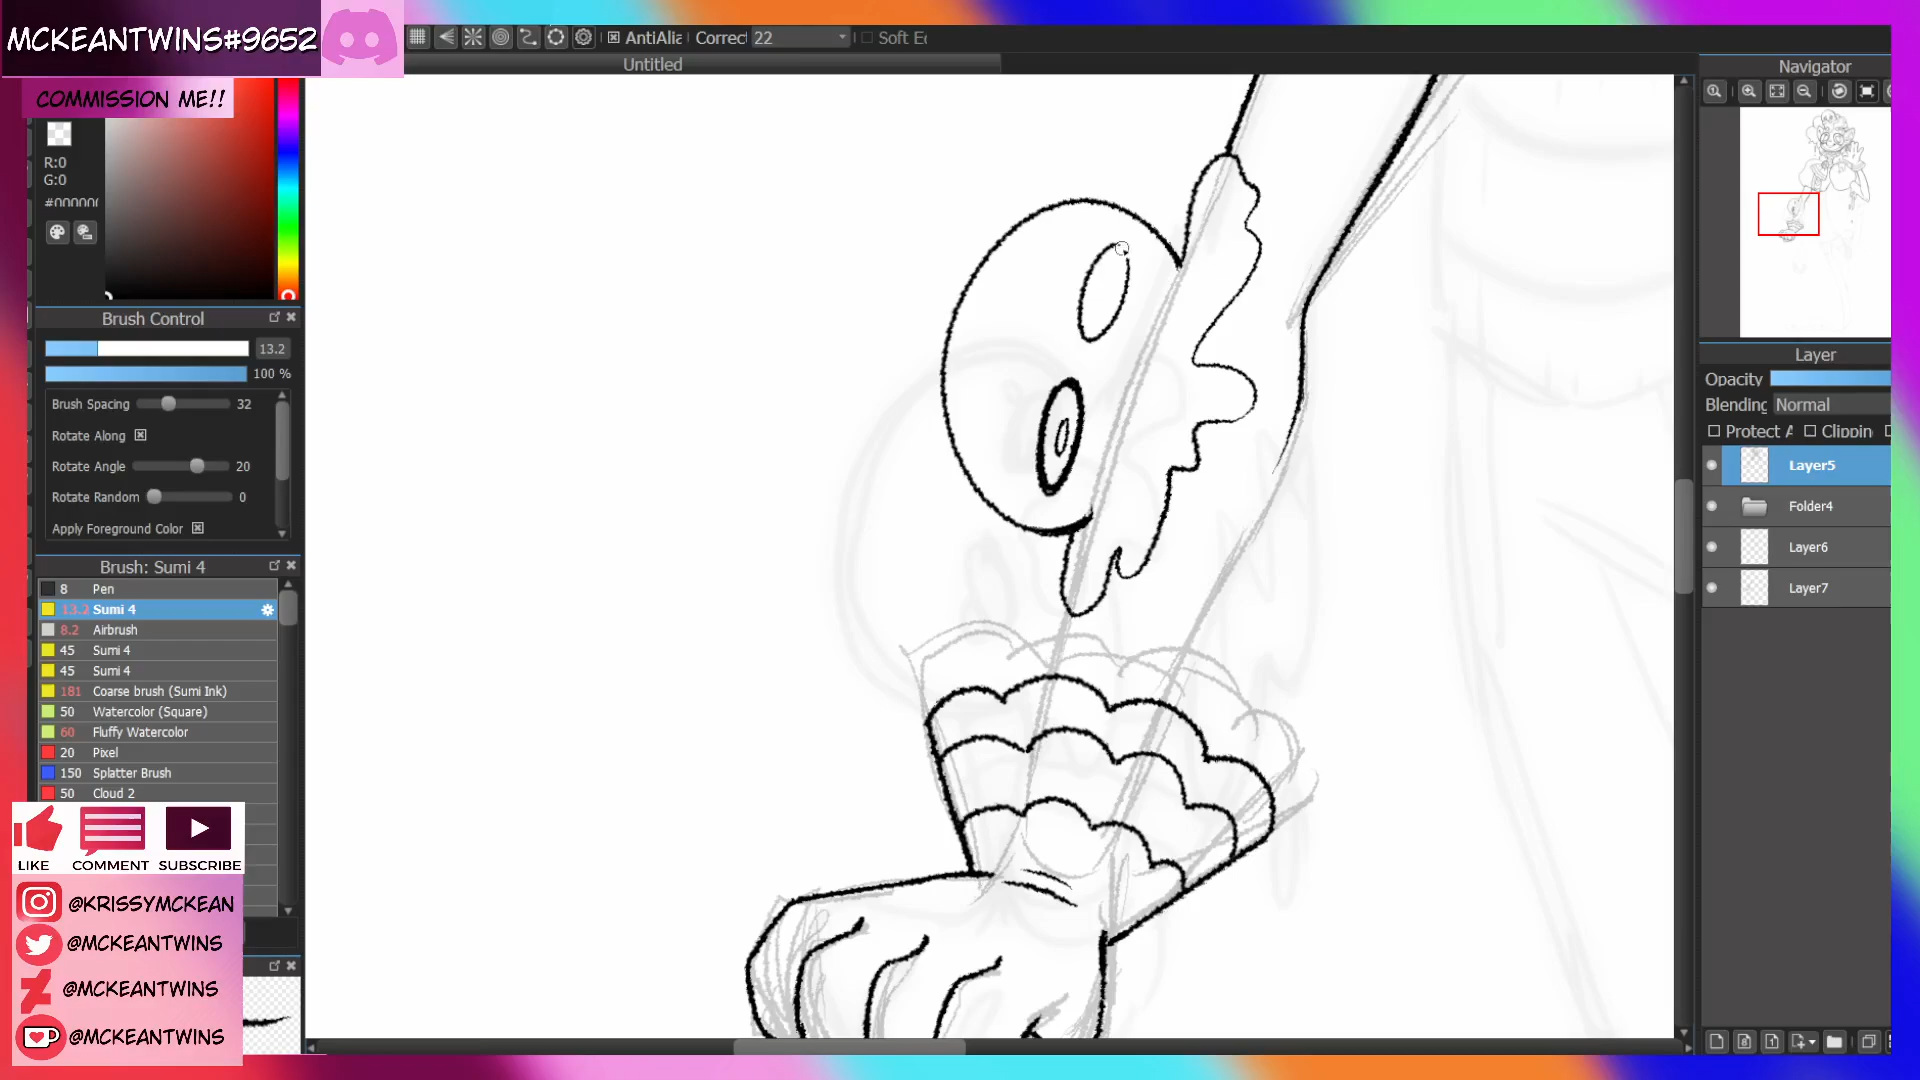 MCKEANTWINS#9652
COMMISSION ME!!
AntiAlia
Correct
22
Soft Ed
Untitled
Navigator
R:0
G:0
#000000
Brush Control
13.2
100 %
Brush Spacing
32
Rotate Along
Rotate Angle
20
Rotate Random
0
Apply Foreground Color
Brush: Sumi 4
8 Pen
13.2 Sumi 4
8.2 Airbrush
45 Sumi 4
45 Sumi 4
181 Coarse brush (Sumi Ink)
50 Watercolor (Square)
60 Fluffy Watercolor
20 Pixel
150 Splatter Brush
50 Cloud 2
LIKE
COMMENT
SUBSCRIBE
@KRISSYMCKEAN
@MCKEANTWINS
@MCKEANTWINS
@MCKEANTWINS
Layer
Opacity
Blending
Normal
Protect A
Clipping
Layer5
Folder4
Layer6
Layer7